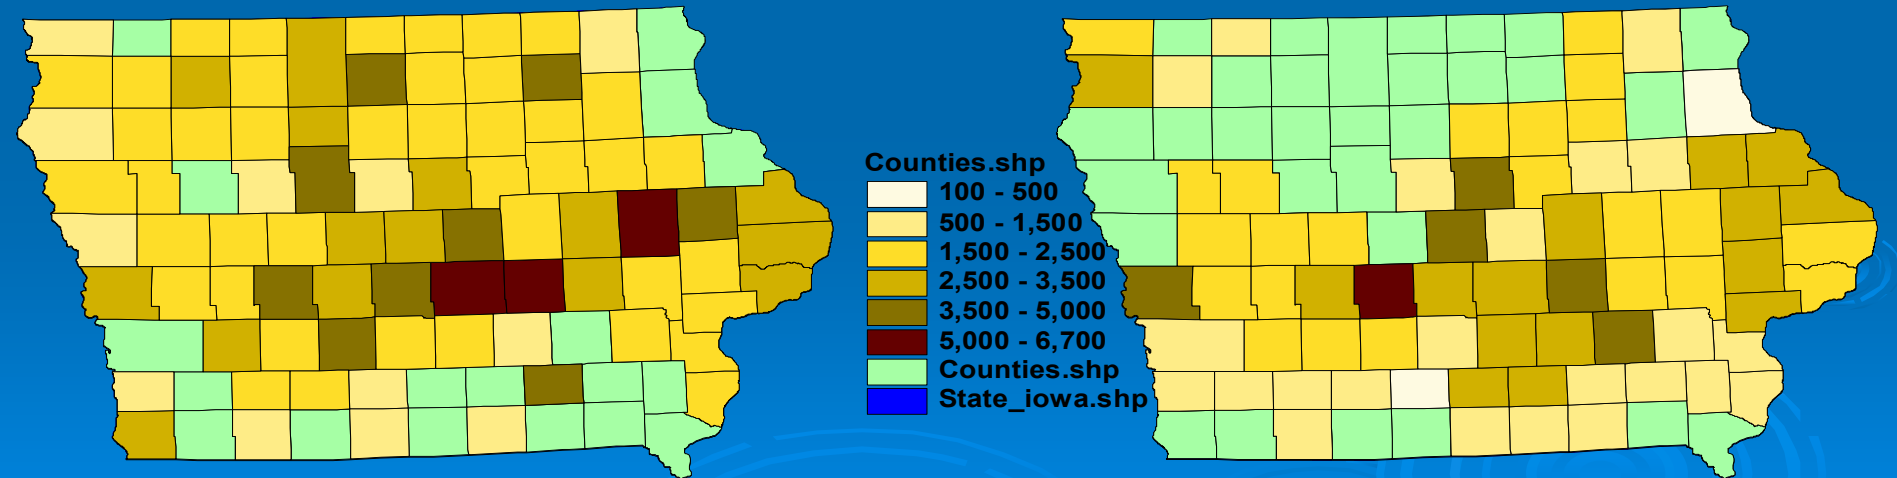 Counties.shp
100 - 500
500 - 1,500
1,500 - 2,500
2,500 - 3,500
3,500 - 5,000
5,000 - 6,700
Counties.shp
State_iowa.shp